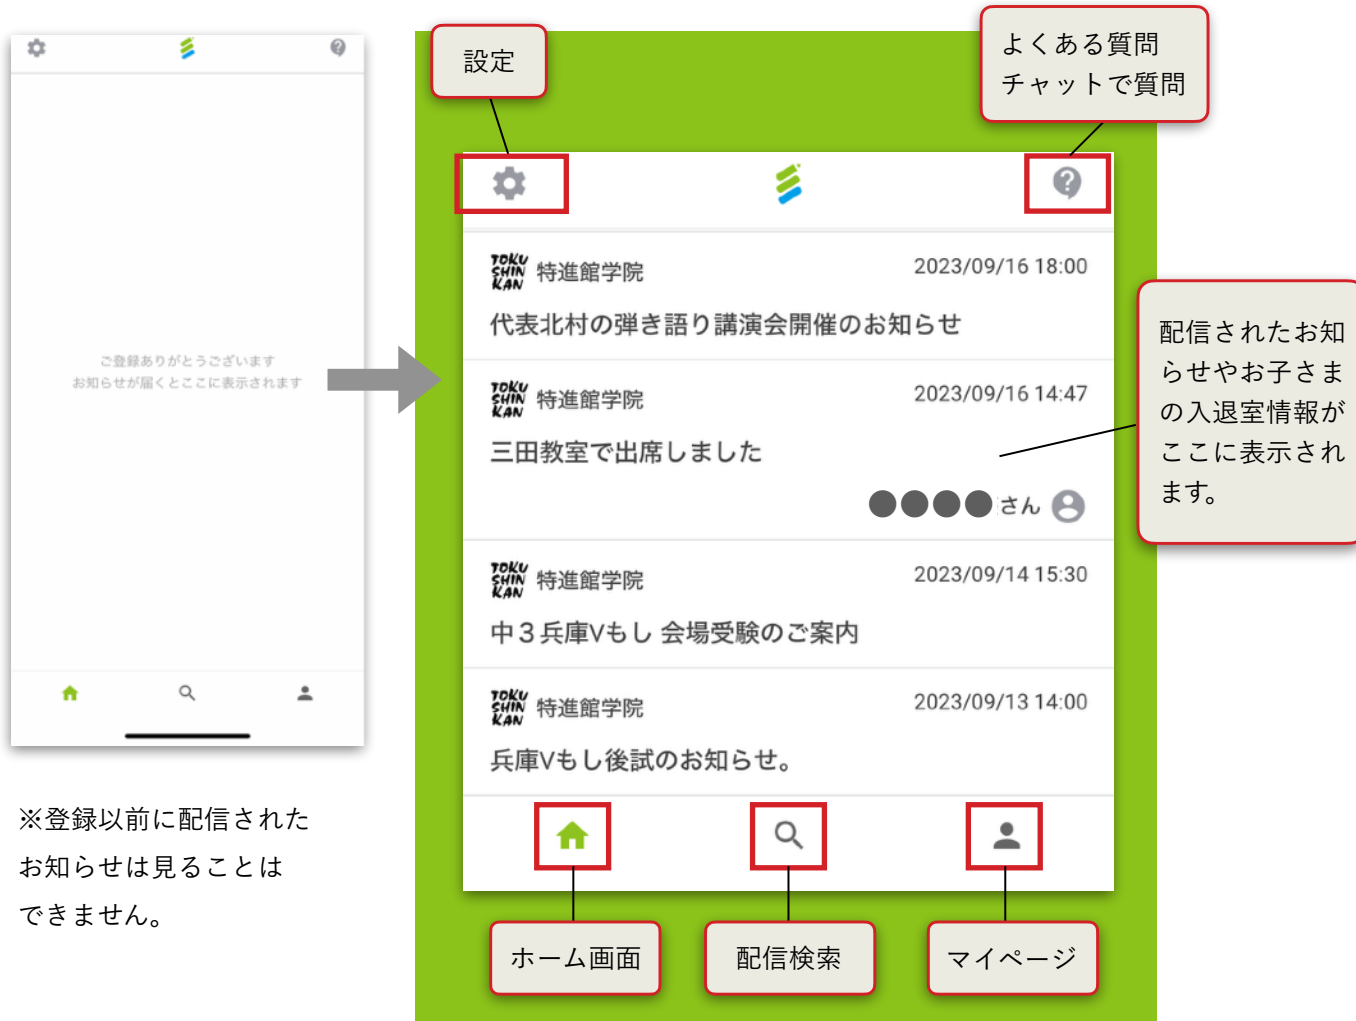 ご登録ありがとうございます
お知らせが届くとここに表示されます
※登録以前に配信された
お知らせは見ることは
できません。
設定
よくある質問
チャットで質問
TOKU
SHIN
KAN
特進館学院
2023/09/16 18:00
代表北村の弾き語り講演会開催のお知らせ
TOKU
SHIN
KAN
特進館学院
2023/09/16 14:47
三田教室で出席しました
●●●●さん
TOKU
SHIN
KAN
特進館学院
2023/09/14 15:30
中３兵庫Vもし 会場受験のご案内
TOKU
SHIN
KAN
特進館学院
2023/09/13 14:00
兵庫Vもし後試のお知らせ。
配信されたお知
らせやお子さま
の入退室情報が
ここに表示され
ます。
ホーム画面
配信検索
マイページ